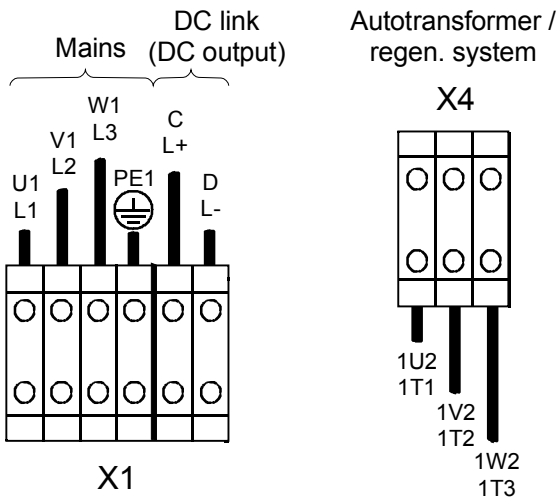 DC link
(DC output)
Mains
U1
L1
V1
L2
W1
L3
PE1
C
L+
D
L-
X1
Autotransformer /
regen. system
X4
1U2
1T1
1V2
1T2
1W2
1T3